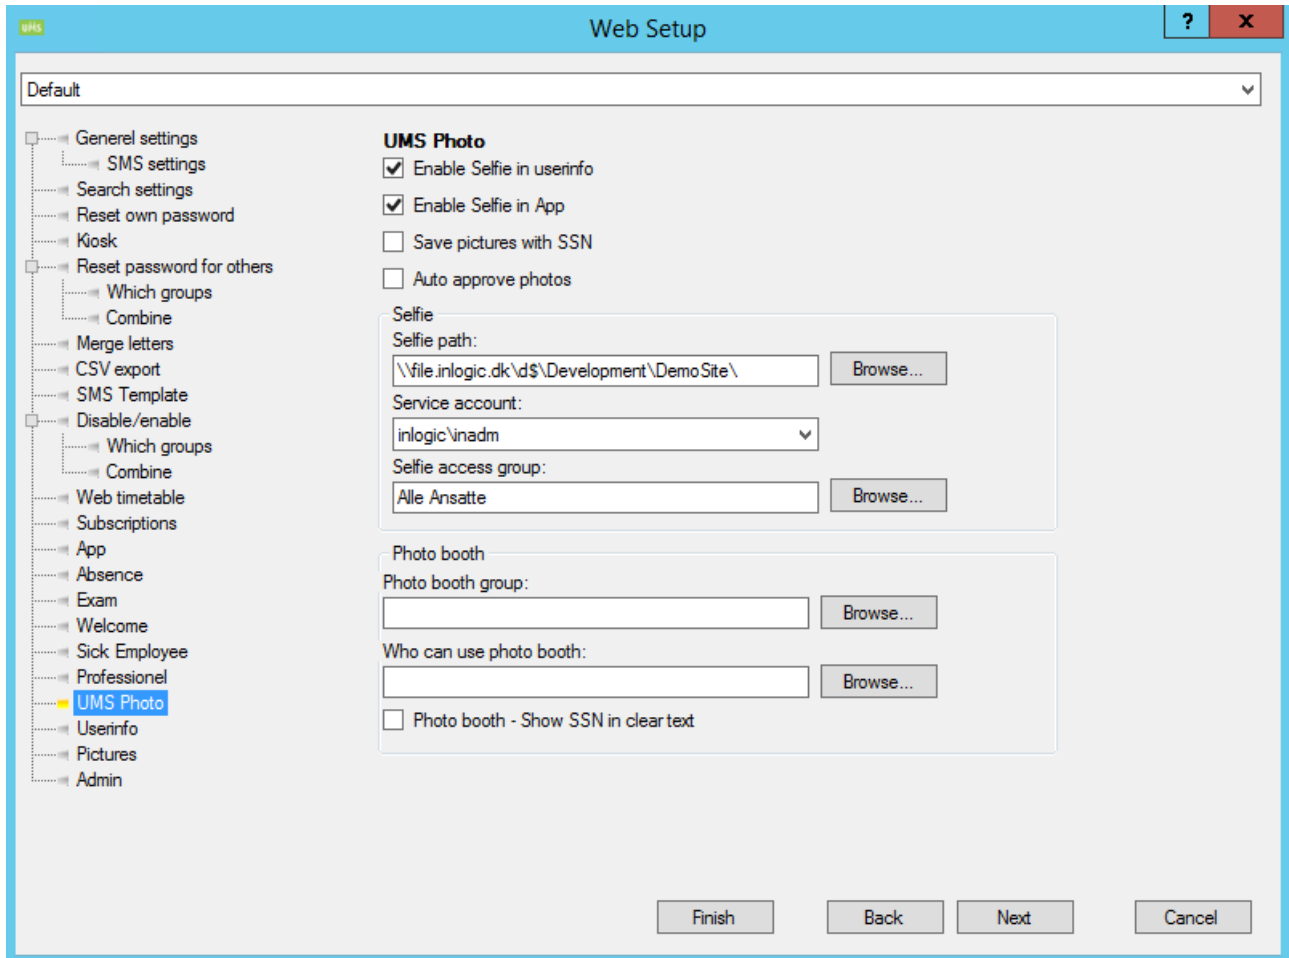 uMs
Web Setup
? x
Default
Generel settings
SMS settings
Search settings
Reset own password
Kiosk
Reset password for others
Which groups
Combine
Merge letters
CSV export
SMS Template
Disable/enable
Which groups
Combine
Web timetable
Subscriptions
App
Absence
Exam
Welcome
Sick Employee
Professionel
UMS Photo
Userinfo
Pictures
Admin
UMS Photo
Enable Selfie in userinfo
Enable Selfie in App
Save pictures with SSN
Auto approve photos
Selfie
Selfie path:
\\file.inlogic.dk\d$\Development\DemoSite\ Browse...
Service account:
inlogic\inadm
Selfie access group:
Alle Ansatte Browse...
Photo booth
Photo booth group:
Browse...
Who can use photo booth:
Browse...
Photo booth - Show SSN in clear text
Finish Back Next Cancel